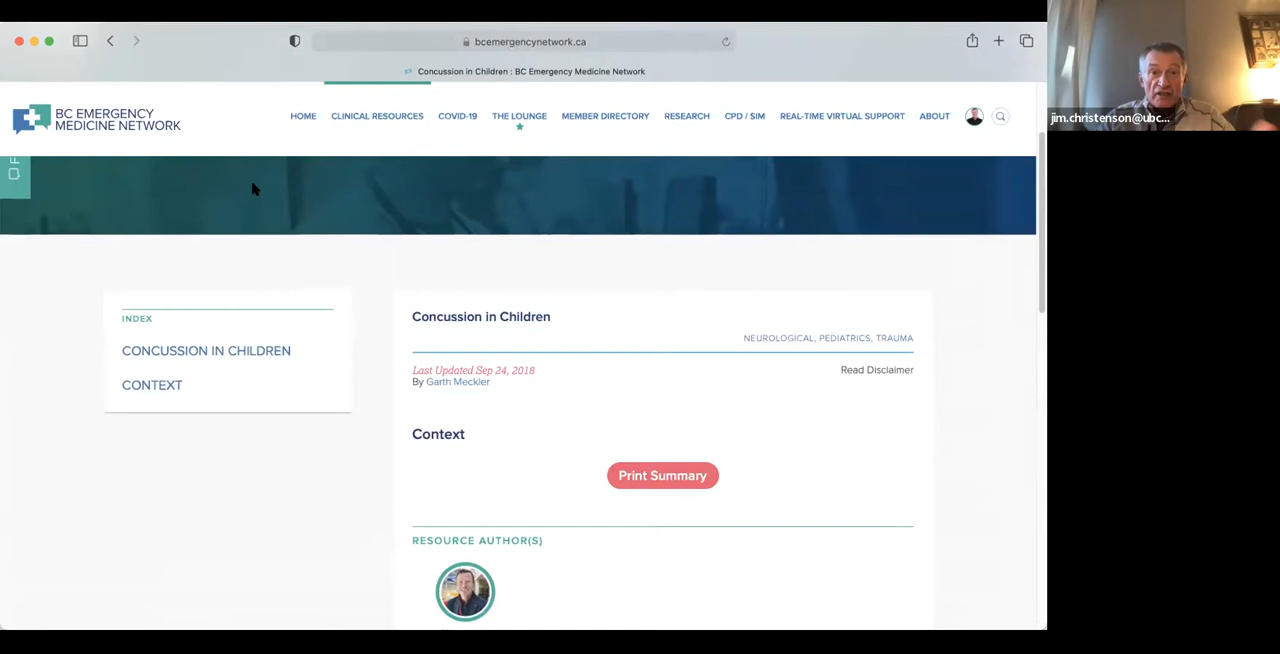 bcemergencynetwork.ca
Concussion in Children : BC Emergency Medicine Network
BC EMERGENCY
MEDICINE NETWORK
HOME CLINICAL RESOURCES COVID-19 THE LOUNGE MEMBER DIRECTORY RESEARCH CPD / SIM REAL-TIME VIRTUAL SUPPORT ABOUT
jim.christenson@ubc...
INDEX
CONCUSSION IN CHILDREN
CONTEXT
Concussion in Children
NEUROLOGICAL, PEDIATRICS, TRAUMA
Last Updated Sep 24, 2018
Read Disclaimer
By Garth Meckler
Context
Print Summary
RESOURCE AUTHOR(S)